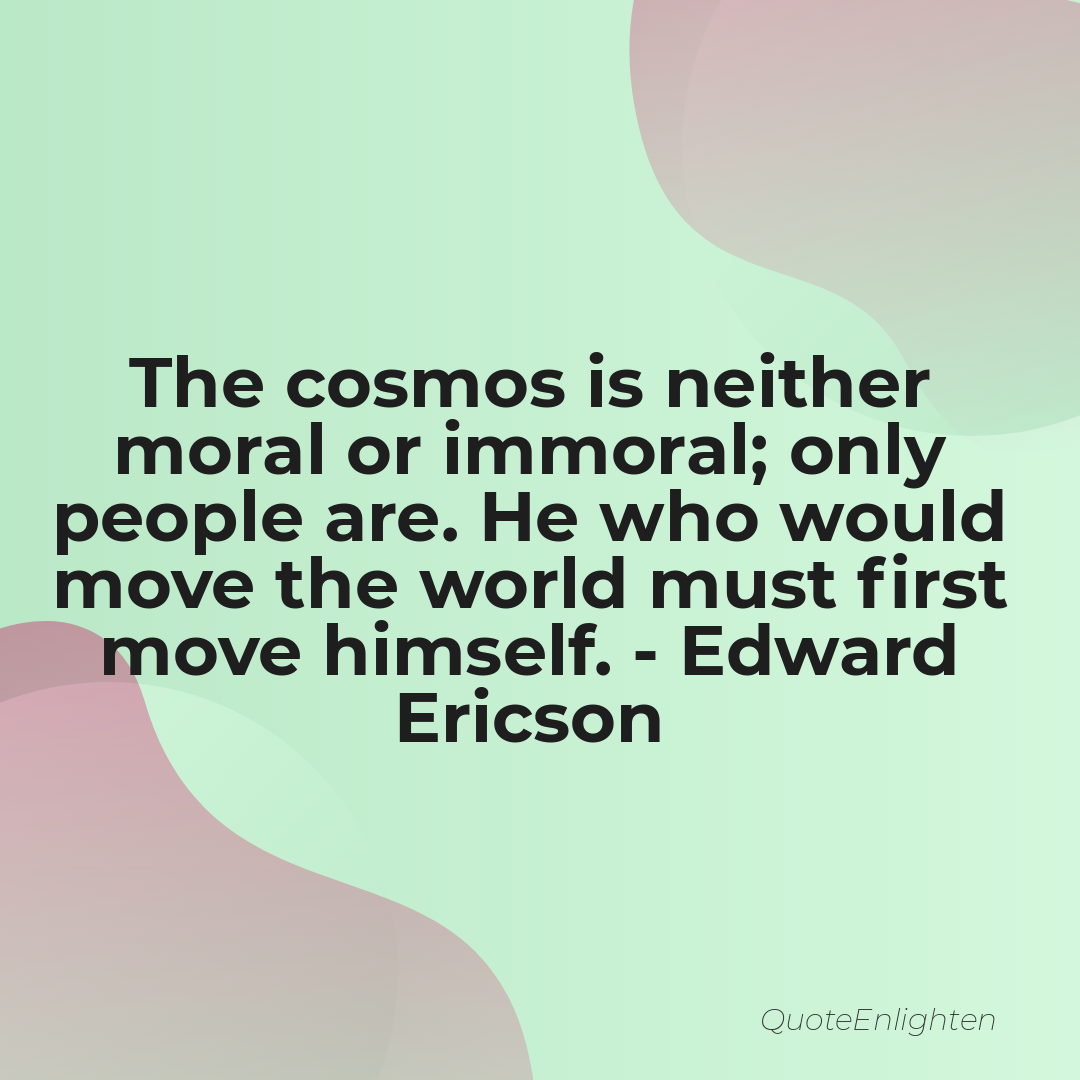 The cosmos is neither
moral or immoral; only
people are. He who would
move the world must first
move himself. - Edward
Ericson
QuoteEnlighten